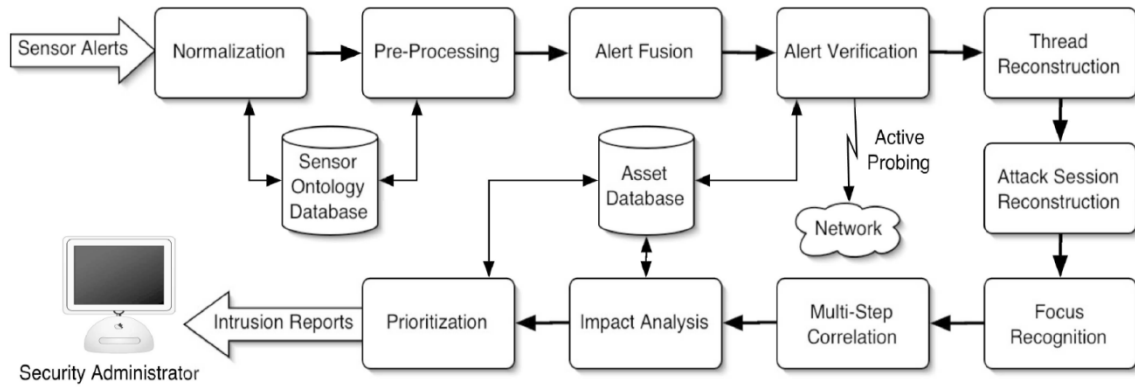 Sensor Alerts
Normalization
Pre-Processing
Alert Fusion
Alert Verification
Thread
Reconstruction
Sensor
Ontology
Database
Asset
Database
Active
Probing
Network
Attack Session
Reconstruction
Security Administrator
Intrusion Reports
Prioritization
Impact Analysis
Multi-Step
Correlation
Focus
Recognition